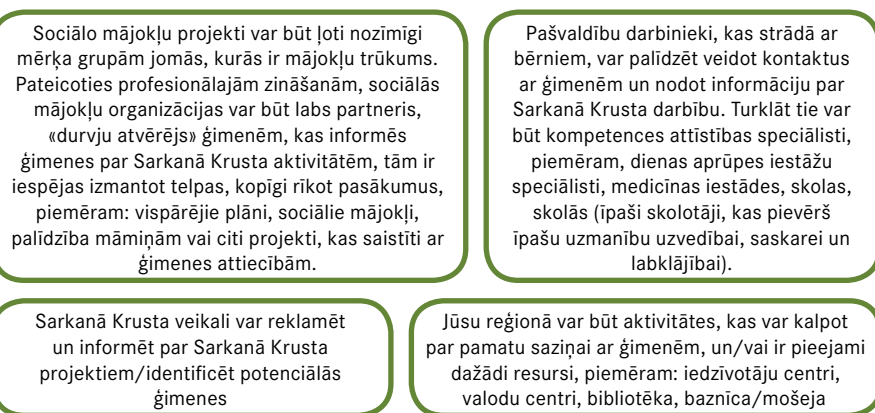 Sociālo mājokļu projekti var būt ļoti nozīmīgi
mērķa grupām jomās, kurās ir mājokļu trūkums.
Pateicoties profesionālajām zināšanām, sociālās
mājokļu organizācijas var būt labs partneris,
«durvju atvērējs» ģimenēm, kas informēs
ģimenes par Sarkanā Krusta aktivitātēm, tām ir
iespējas izmantot telpas, kopīgi rīkot pasākumus,
piemēram: vispārējie plāni, sociālie mājokļi,
palīdzība māmiņām vai citi projekti, kas saistīti ar
ģimenes attiecībām.
Pašvaldību darbinieki, kas strādā ar
bērniem, var palīdzēt veidot kontaktus
ar ģimenēm un nodot informāciju par
Sarkanā Krusta darbību. Turklāt tie var
būt kompetences attīstības speciālisti,
piemēram, dienas aprūpes iestāžu
speciālisti, medicīnas iestādes, skolas,
skolās (īpaši skolotāji, kas pievērš
īpašu uzmanību uzvedībai, saskarei un
labklājībai).
Sarkanā Krusta veikali var reklamēt
un informēt par Sarkanā Krusta
projektiem/identificēt potenciālās
ģimenes
Jūsu reģionā var būt aktivitātes, kas var kalpot
par pamatu saziņai ar ģimenēm, un/vai ir pieejami
dažādi resursi, piemēram: iedzīvotāju centri,
valodu centri, bibliotēka, baznīca/mošeja